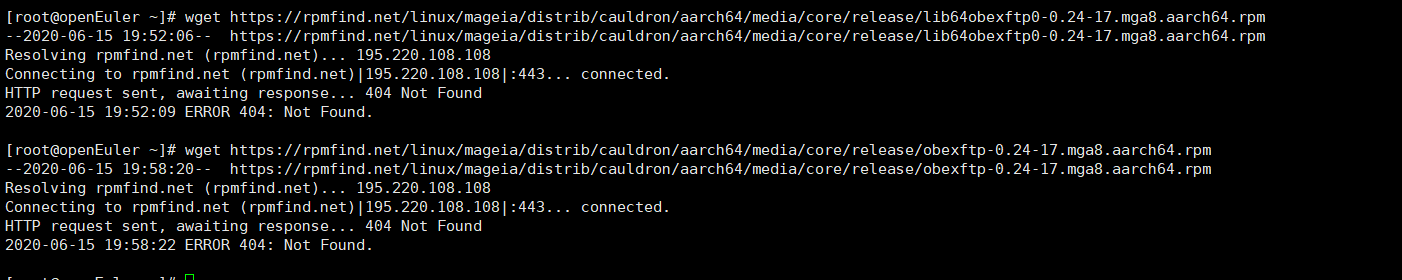 [root@openEuler ~]# wget https://rpmfind.net/linux/mageia/distrib/cauldron/aarch64/media/core/release/lib64obexftp0-0.24-17.mga8.aarch64.rpm
--2020-06-15 19:52:06--  https://rpmfind.net/linux/mageia/distrib/cauldron/aarch64/media/core/release/lib64obexftp0-0.24-17.mga8.aarch64.rpm
Resolving rpmfind.net (rpmfind.net)... 195.220.108.108
Connecting to rpmfind.net (rpmfind.net)|195.220.108.108|:443... connected.
HTTP request sent, awaiting response... 404 Not Found
2020-06-15 19:52:09 ERROR 404: Not Found.
[root@openEuler ~]# wget https://rpmfind.net/linux/mageia/distrib/cauldron/aarch64/media/core/release/obexftp-0.24-17.mga8.aarch64.rpm
--2020-06-15 19:58:20--  https://rpmfind.net/linux/mageia/distrib/cauldron/aarch64/media/core/release/obexftp-0.24-17.mga8.aarch64.rpm
Resolving rpmfind.net (rpmfind.net)... 195.220.108.108
Connecting to rpmfind.net (rpmfind.net)|195.220.108.108|:443... connected.
HTTP request sent, awaiting response... 404 Not Found
2020-06-15 19:58:22 ERROR 404: Not Found.